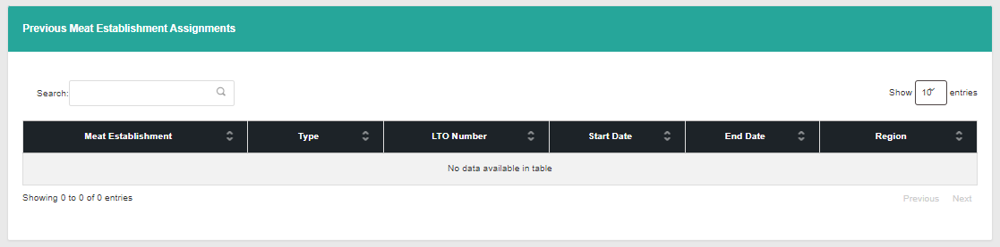 Previous Meat Establishment Assignments
Search:
Show 10 entries
Meat Establishment Type LTO Number Start Date End Date Region
No data available in table
Showing 0 to 0 of 0 entries
Previous Next